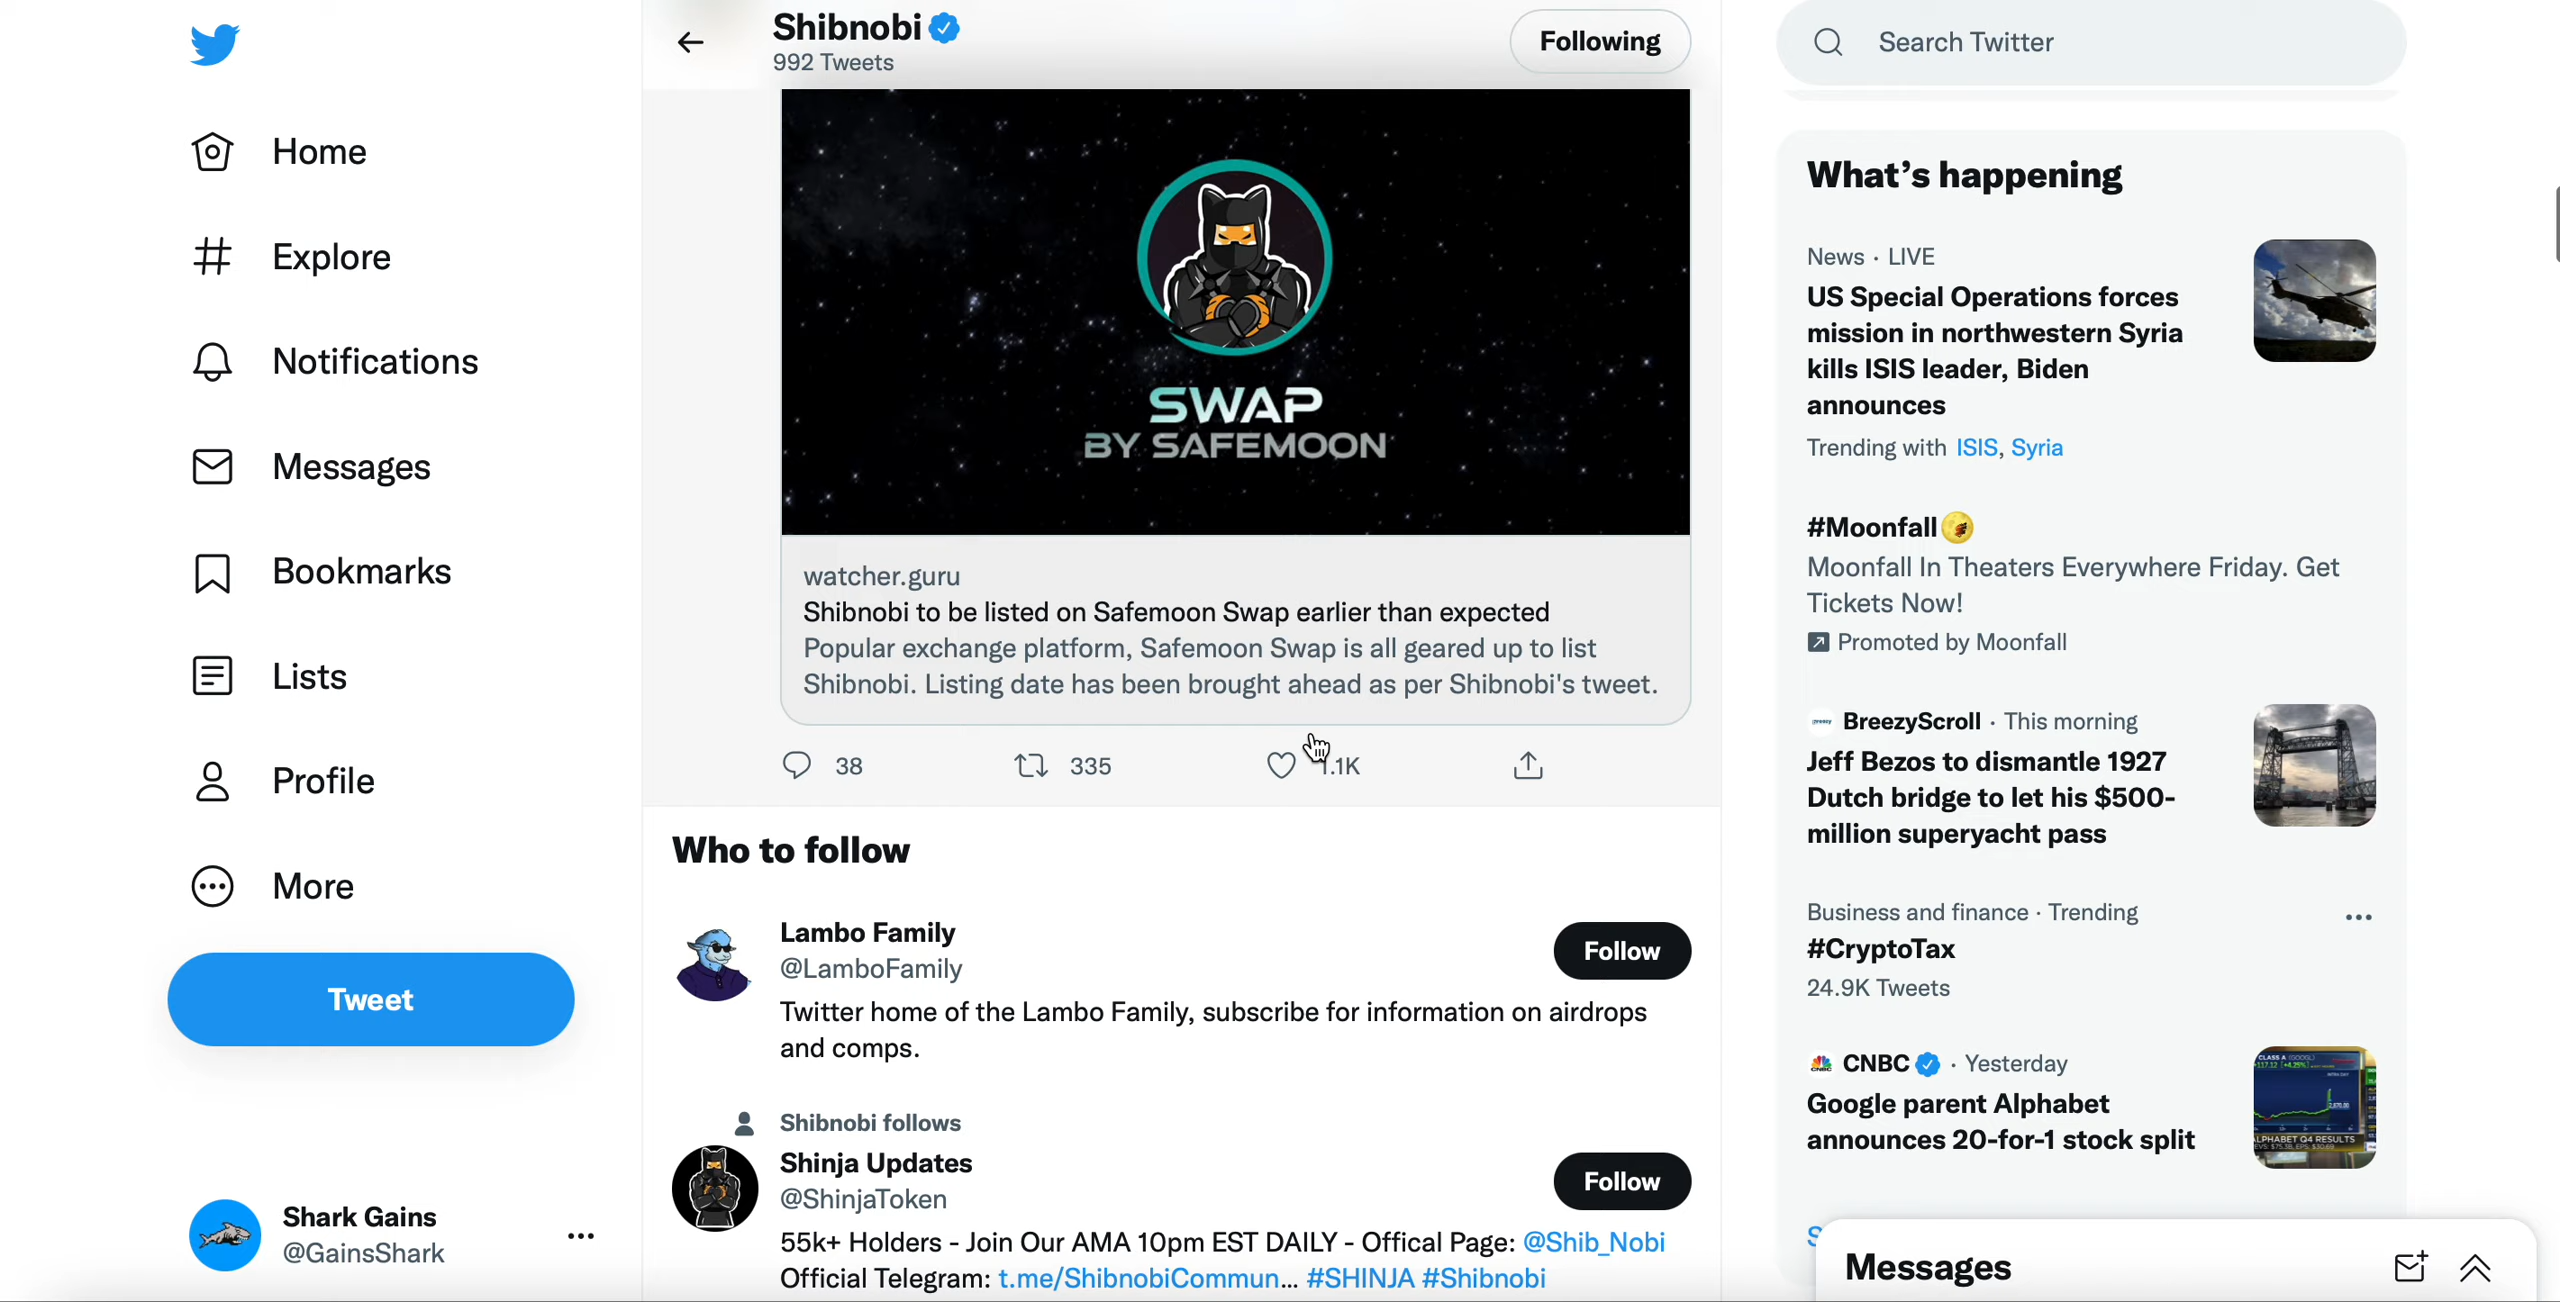 Home
Explore
Notifications
Messages
Bookmarks
Lists
Profile
More
Tweet
Shark Gains
@GainsShark
Shibnobi
992 Tweets
Following
SWAP
BY SAFEMOON
watcher.guru
Shibnobi to be listed on Safemoon Swap earlier than expected
Popular exchange platform, Safemoon Swap is all geared up to list
Shibnobi. Listing date has been brought ahead as per Shibnobi's tweet.
38
335
1.1K
Who to follow
Lambo Family
@LamboFamily
Follow
Twitter home of the Lambo Family, subscribe for information on airdrops
and comps.
Shibnobi follows
Shinja Updates
@ShinjaToken
Follow
55k+ Holders - Join Our AMA 10pm EST DAILY - Offical Page: @Shib_Nobi
Official Telegram: t.me/ShibnobiCommun... #SHINJA #Shibnobi
Search Twitter
What's happening
News · LIVE
US Special Operations forces
mission in northwestern Syria
kills ISIS leader, Biden
announces
Trending with ISIS, Syria
#Moonfall
Moonfall In Theaters Everywhere Friday. Get
Tickets Now!
Promoted by Moonfall
BreezyScroll · This morning
Jeff Bezos to dismantle 1927
Dutch bridge to let his $500-
million superyacht pass
Business and finance · Trending
#CryptoTax
24.9K Tweets
CNBC · Yesterday
Google parent Alphabet
announces 20-for-1 stock split
ALPHABET Q4 RESULTS
Messages